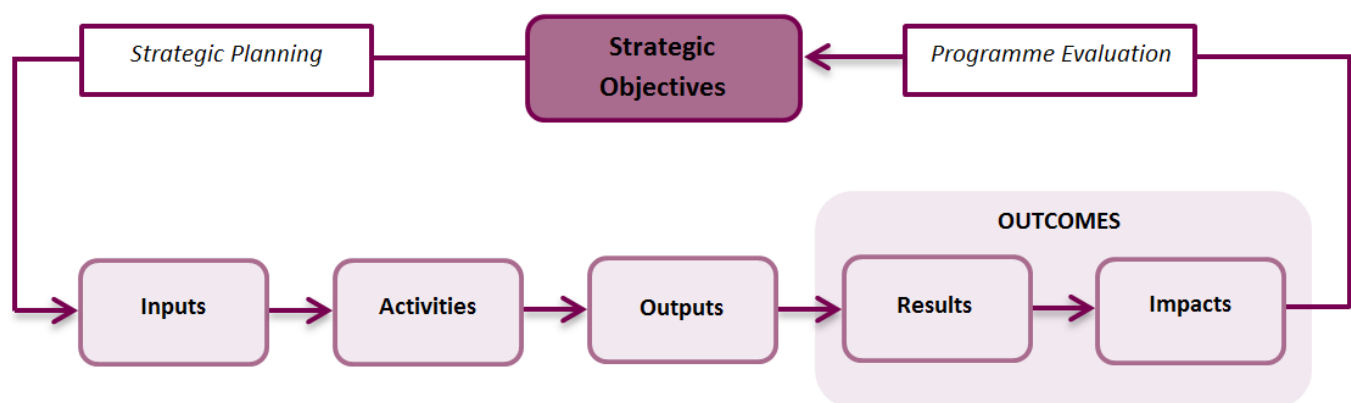 Strategic Planning
Strategic
Objectives
Programme Evaluation
OUTCOMES
Inputs
Activities
Outputs
Results
Impacts